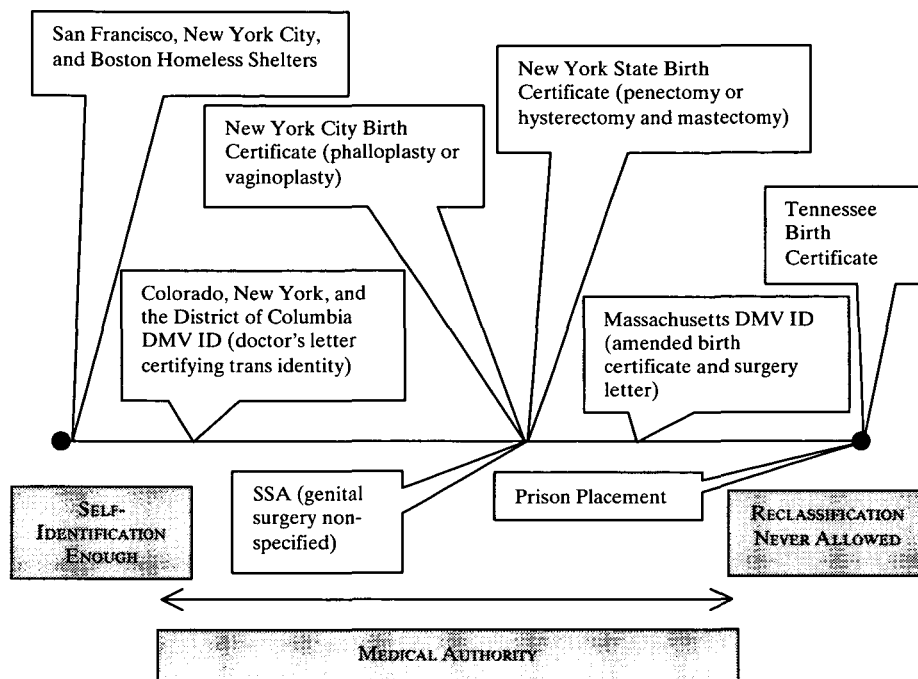 San Francisco, New York City,
and Boston Homeless Shelters
New York State Birth
Certificate (penectomy or
hysterectomy and mastectomy)
New York City Birth
Certificate (phalloplasty or
vaginoplasty)
Tennessee
Birth
Certificate
Colorado, New York, and
the District of Columbia
DMV ID (doctor's letter
certifying trans identity)
Massachusetts DMV ID
(amended birth
certificate and surgery
letter)
SSA (genital
surgery non-
specified)
Prison Placement
SELF-
IDENTIFICATION
ENOUGH
RECLASSIFICATION
NEVER ALLOWED
MEDICAL AUTHORITY